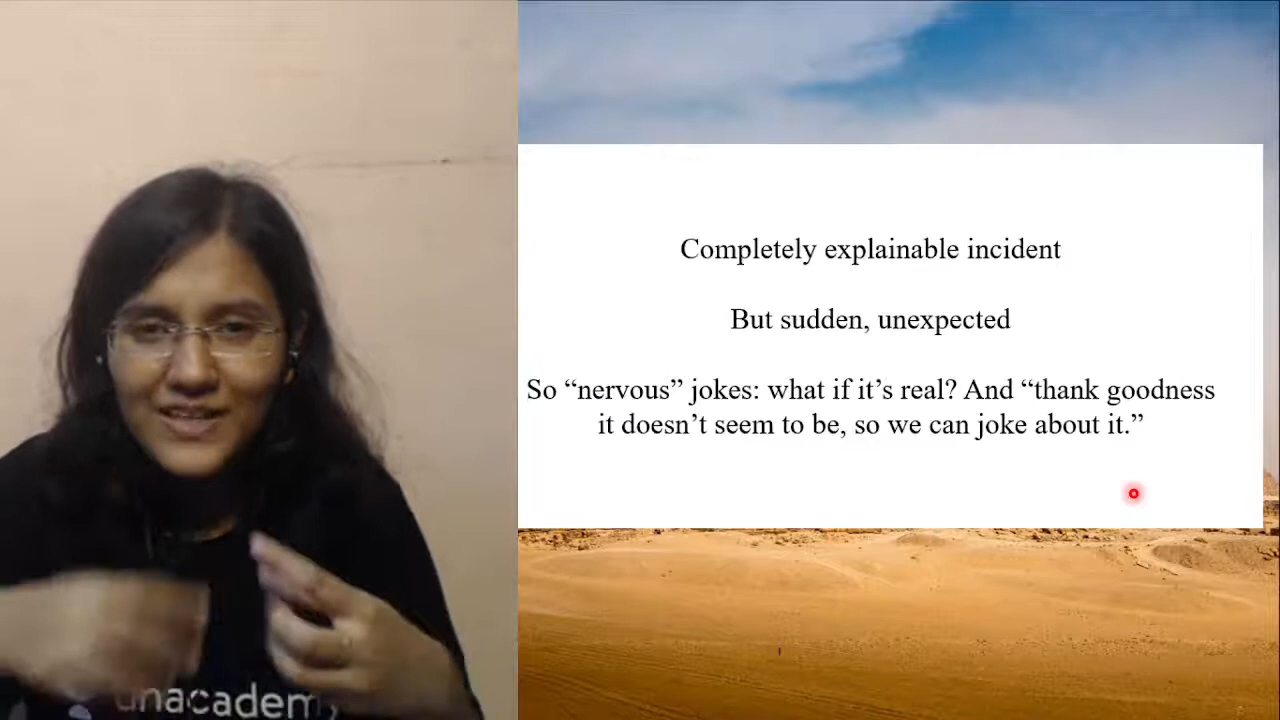 Completely explainable incident
But sudden, unexpected
So “nervous” jokes: what if it’s real? And “thank goodness
it doesn’t seem to be, so we can joke about it.”
unacademy